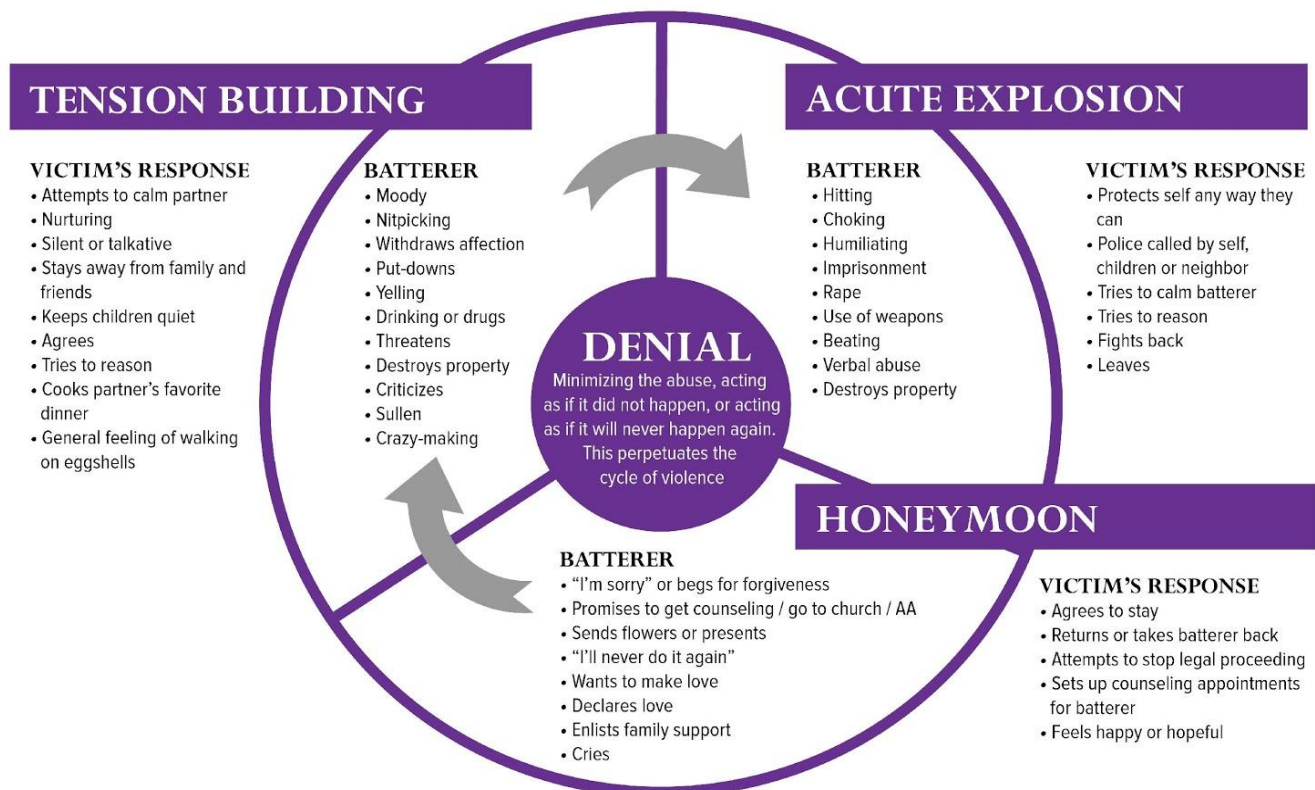 TENSION BUILDING
VICTIM'S RESPONSE
• Attempts to calm partner
• Nurturing
• Silent or talkative
• Stays away from family and
friends
• Keeps children quiet
• Agrees
• Tries to reason
• Cooks partner's favorite
dinner
• General feeling of walking
on eggshells
BATTERER
• Moody
• Nitpicking
• Withdraws affection
• Put-downs
• Yelling
• Drinking or drugs
• Threatens
• Destroys property
• Criticizes
• Sullen
• Crazy-making
ACUTE EXPLOSION
BATTERER
• Hitting
• Choking
• Humiliating
• Imprisonment
• Rape
• Use of weapons
• Beating
• Verbal abuse
• Destroys property
VICTIM'S RESPONSE
• Protects self any way they
can
• Police called by self,
children or neighbor
• Tries to calm batterer
• Tries to reason
• Fights back
• Leaves
DENIAL
Minimizing the abuse, acting
as if it did not happen, or acting
as if it will never happen again.
This perpetuates the
cycle of violence
HONEYMOON
BATTERER
• “I'm sorry” or begs for forgiveness
• Promises to get counseling / go to church / AA
• Sends flowers or presents
• “I'll never do it again”
• Wants to make love
• Declares love
• Enlists family support
• Cries
VICTIM'S RESPONSE
• Agrees to stay
• Returns or takes batterer back
• Attempts to stop legal proceeding
• Sets up counseling appointments
for batterer
• Feels happy or hopeful